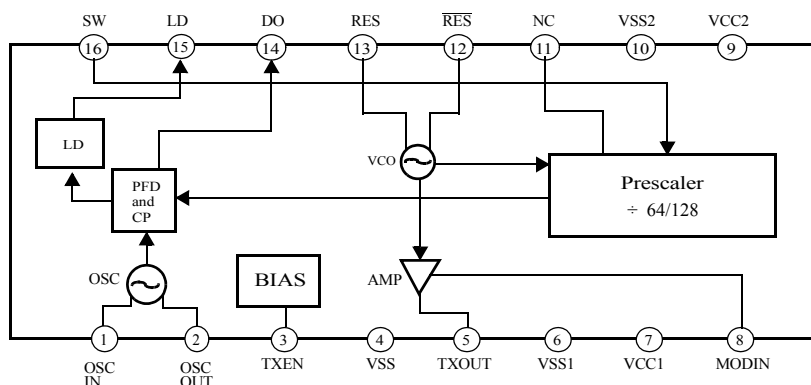 SW LD DO RES RES NC VSS2 VCC2
16 15 14 13 12 11 10 9
LD
PFD
and
CP
VCO
Prescaler
÷ 64/128
OSC
BIAS
AMP
1 2 3 4 5 6 7 8
OSC
IN
OSC
OUT
TXEN VSS TXOUT VSS1 VCC1 MODIN